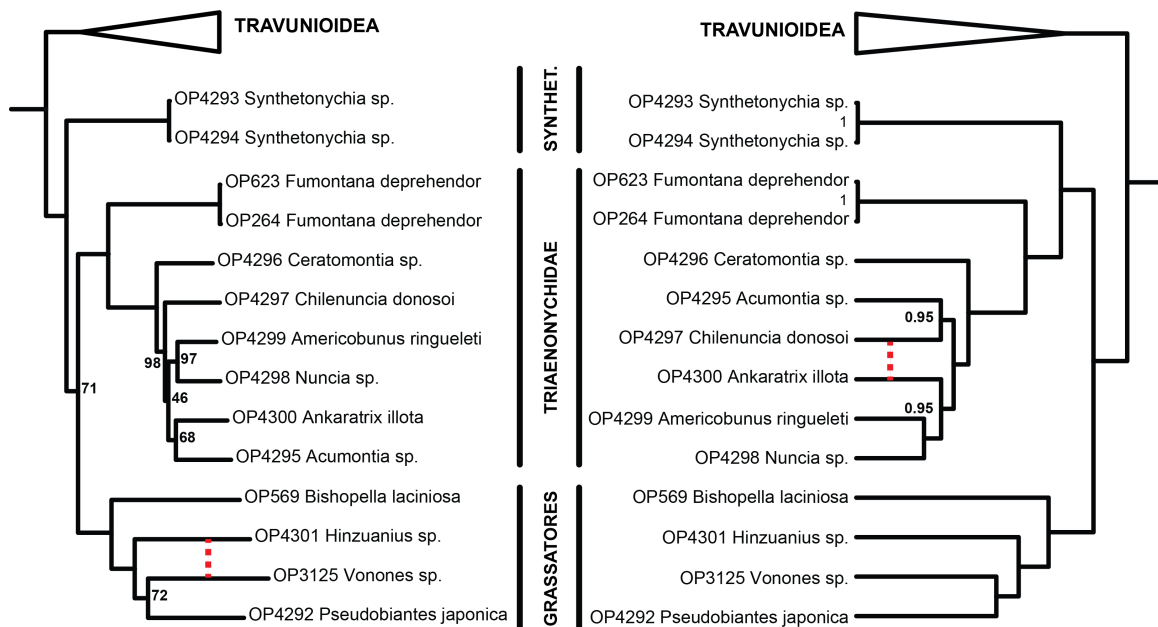 TRAVUNIOIDEA
OP4293 Synthetonychia sp.
OP4294 Synthetonychia sp.
OP623 Fumontana deprehendor
OP264 Fumontana deprehendor
OP4296 Ceratomontia sp.
OP4297 Chilenuncia donosoi
OP4299 Americobunus ringueleti
97
98
OP4298 Nuncia sp.
71
46
OP4300 Ankaratrix illota
68
OP4295 Acumontia sp.
OP569 Bishopella laciniosa
OP4301 Hinzuanius sp.
OP3125 Vonones sp.
72
OP4292 Pseudobiantes japonica
SYNTHET.
TRIAENONYCHIDAE
GRASSATORES
TRAVUNIOIDEA
OP4293 Synthetonychia sp.
1
OP4294 Synthetonychia sp.
OP623 Fumontana deprehendor
1
OP264 Fumontana deprehendor
OP4296 Ceratomontia sp.
OP4295 Acumontia sp.
0.95
OP4297 Chilenuncia donosoi
OP4300 Ankaratrix illota
0.95
OP4299 Americobunus ringueleti
OP4298 Nuncia sp.
OP569 Bishopella laciniosa
OP4301 Hinzuanius sp.
OP3125 Vonones sp.
OP4292 Pseudobiantes japonica